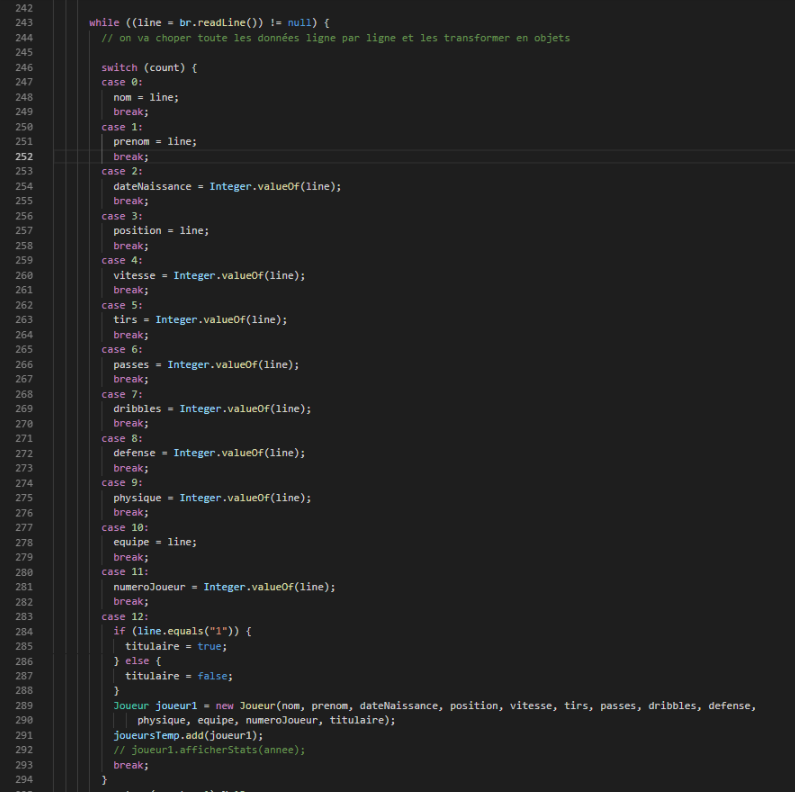 242
243 while ((line = br.readLine()) != null) {
244 // on va choper toute les données ligne par ligne et les transformer en objets
245
246 switch (count) {
247 case 0:
248 nom = line;
249 break;
250 case 1:
251 prenom = line;
252 break;
253 case 2:
254 dateNaissance = Integer.valueOf(line);
255 break;
256 case 3:
257 position = line;
258 break;
259 case 4:
260 vitesse = Integer.valueOf(line);
261 break;
262 case 5:
263 tirs = Integer.valueOf(line);
264 break;
265 case 6:
266 passes = Integer.valueOf(line);
267 break;
268 case 7:
269 dribbles = Integer.valueOf(line);
270 break;
271 case 8:
272 defense = Integer.valueOf(line);
273 break;
274 case 9:
275 physique = Integer.valueOf(line);
276 break;
277 case 10:
278 equipe = line;
279 break;
280 case 11:
281 numeroJoueur = Integer.valueOf(line);
282 break;
283 case 12:
284 if (line.equals("1")) {
285 titulaire = true;
286 } else {
287 titulaire = false;
288 }
289 Joueur joueur1 = new Joueur(nom, prenom, dateNaissance, position, vitesse, tirs, passes, dribbles, defense,
290 physique, equipe, numeroJoueur, titulaire);
291 joueursTemp.add(joueur1);
292 // joueur1.afficherStats(annee);
293 break;
294 }